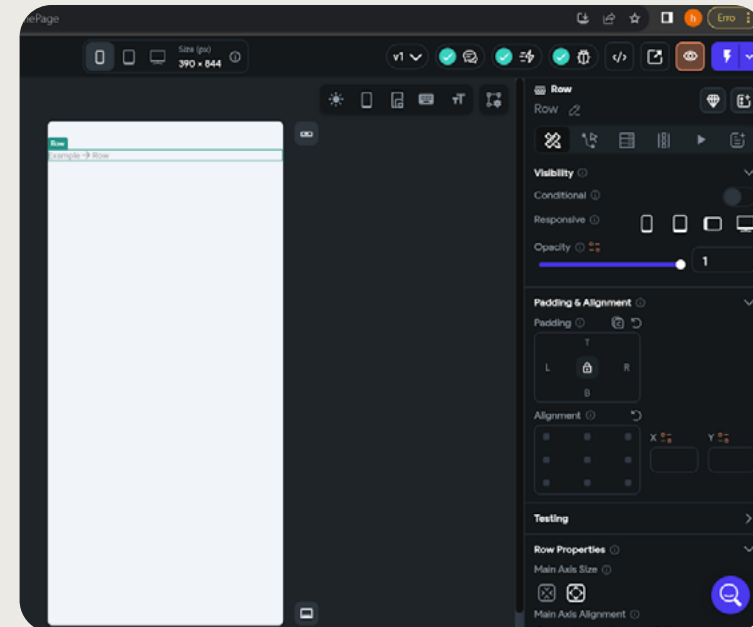 ePage
h
Erro
Size (px)
390 × 844
v1
Row
Row
Row
Example → Row
Visibility
Conditional
Responsive
Opacity
1
Padding & Alignment
Padding
T
L
R
B
Alignment
X
Y
Testing
Row Properties
Main Axis Size
Main Axis Alignment